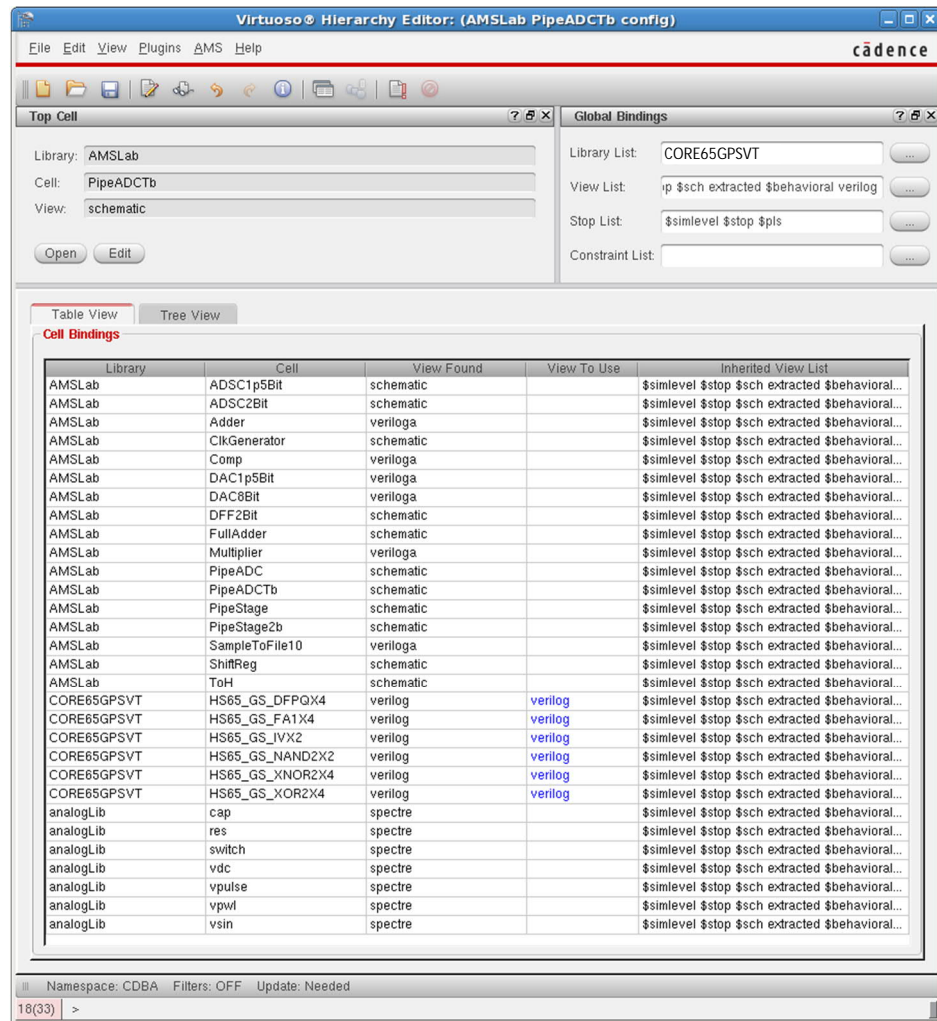 Virtuoso® Hierarchy Editor: (AMSLab PipeADCTb config)
File Edit View Plugins AMS Help
cādence
Top Cell
Library: AMSLab
Cell: PipeADCTb
View: schematic
Open Edit
Global Bindings
Library List: CORE65GPSVT ...
View List: ıp $sch extracted $behavioral verilog ...
Stop List: $simlevel $stop $pls ...
Constraint List: ...
Table View Tree View
Cell Bindings
Library Cell View Found View To Use Inherited View List
AMSLab ADSC1p5Bit schematic $simlevel $stop $sch extracted $behavioral...
AMSLab ADSC2Bit schematic $simlevel $stop $sch extracted $behavioral...
AMSLab Adder veriloga $simlevel $stop $sch extracted $behavioral...
AMSLab ClkGenerator schematic $simlevel $stop $sch extracted $behavioral...
AMSLab Comp veriloga $simlevel $stop $sch extracted $behavioral...
AMSLab DAC1p5Bit veriloga $simlevel $stop $sch extracted $behavioral...
AMSLab DAC8Bit veriloga $simlevel $stop $sch extracted $behavioral...
AMSLab DFF2Bit schematic $simlevel $stop $sch extracted $behavioral...
AMSLab FullAdder schematic $simlevel $stop $sch extracted $behavioral...
AMSLab Multiplier veriloga $simlevel $stop $sch extracted $behavioral...
AMSLab PipeADC schematic $simlevel $stop $sch extracted $behavioral...
AMSLab PipeADCTb schematic $simlevel $stop $sch extracted $behavioral...
AMSLab PipeStage schematic $simlevel $stop $sch extracted $behavioral...
AMSLab PipeStage2b schematic $simlevel $stop $sch extracted $behavioral...
AMSLab SampleToFile10 veriloga $simlevel $stop $sch extracted $behavioral...
AMSLab ShiftReg schematic $simlevel $stop $sch extracted $behavioral...
AMSLab ToH schematic $simlevel $stop $sch extracted $behavioral...
CORE65GPSVT HS65_GS_DFPQX4 verilog verilog $simlevel $stop $sch extracted $behavioral...
CORE65GPSVT HS65_GS_FA1X4 verilog verilog $simlevel $stop $sch extracted $behavioral...
CORE65GPSVT HS65_GS_IVX2 verilog verilog $simlevel $stop $sch extracted $behavioral...
CORE65GPSVT HS65_GS_NAND2X2 verilog verilog $simlevel $stop $sch extracted $behavioral...
CORE65GPSVT HS65_GS_XNOR2X4 verilog verilog $simlevel $stop $sch extracted $behavioral...
CORE65GPSVT HS65_GS_XOR2X4 verilog verilog $simlevel $stop $sch extracted $behavioral...
analogLib cap spectre $simlevel $stop $sch extracted $behavioral...
analogLib res spectre $simlevel $stop $sch extracted $behavioral...
analogLib switch spectre $simlevel $stop $sch extracted $behavioral...
analogLib vdc spectre $simlevel $stop $sch extracted $behavioral...
analogLib vpulse spectre $simlevel $stop $sch extracted $behavioral...
analogLib vpwl spectre $simlevel $stop $sch extracted $behavioral...
analogLib vsin spectre $simlevel $stop $sch extracted $behavioral...
Namespace: CDBA Filters: OFF Update: Needed
18(33) >